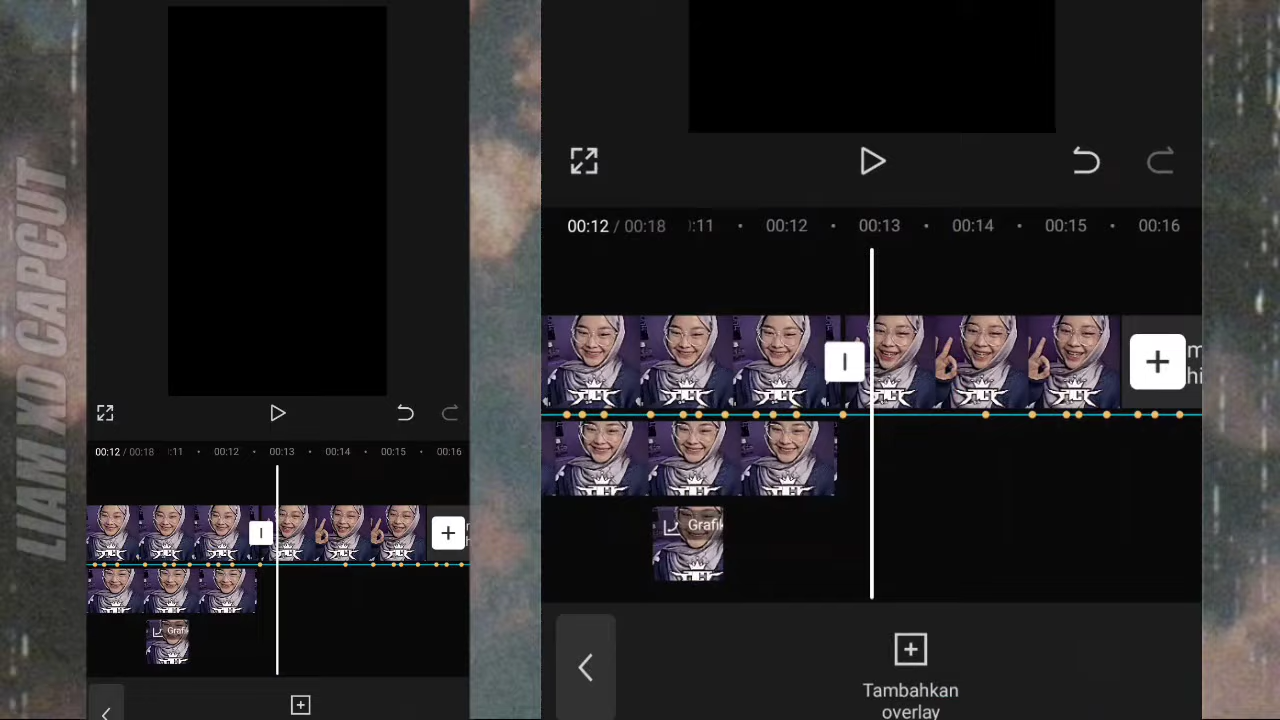 LIAM XD CAPCUT
00:12 / 00:18
:11
00:12
00:13
00:14
00:15
00:16
Grafi
00:12 / 00:18
:11
00:12
00:13
00:14
00:15
00:16
Grafik
Tambahkan
overlay